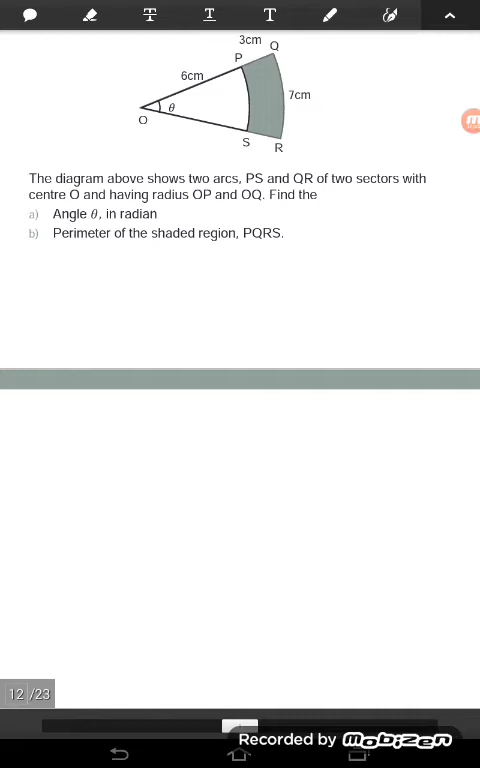 3cm Q
P
6cm
7cm
θ
O
S
R
The diagram above shows two arcs, PS and QR of two sectors with
centre O and having radius OP and OQ. Find the
a) Angle θ, in radian
b) Perimeter of the shaded region, PQRS.
12 /23
Recorded by mobizen